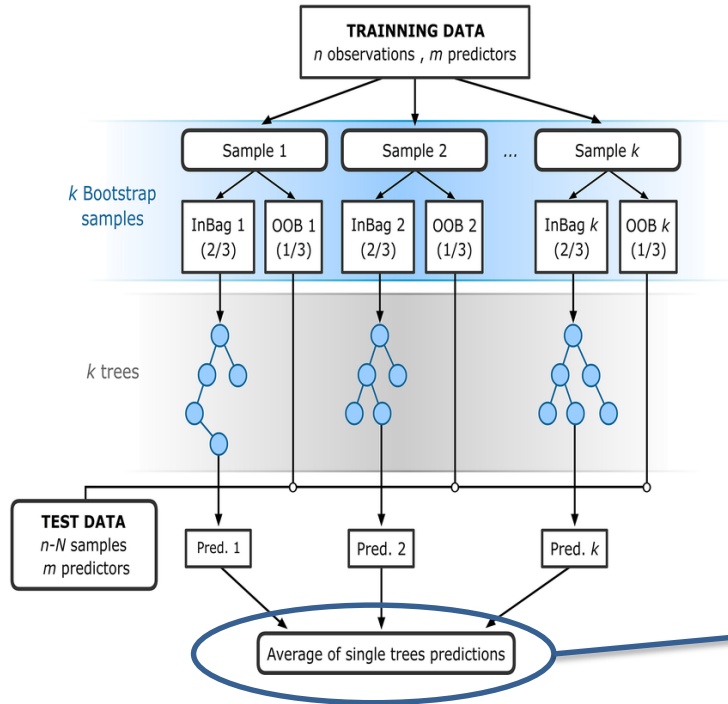 TRAINNING DATA
n observations , m predictors
Sample 1
Sample 2
...
Sample k
k Bootstrap
samples
InBag 1
(2/3)
OOB 1
(1/3)
InBag 2
(2/3)
OOB 2
(1/3)
InBag k
(2/3)
OOB k
(1/3)
k trees
TEST DATA
n-N samples
m predictors
Pred. 1
Pred. 2
Pred. k
Average of single trees predictions